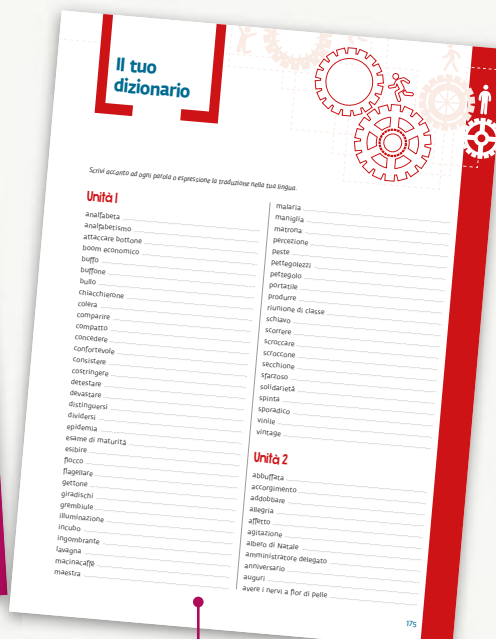 Il tuo
dizionario
Scrivi accanto ad ogni parola o espressione la traduzione nella tua lingua.
Unità 1
analfabeta
analfabetismo
attaccare bottone
boom economico
buffo
buffone
bullo
chiacchierone
colera
comparire
compatto
concedere
confortevole
consistere
costringere
detestare
devastare
distinguersi
dividersi
epidemia
esame di maturità
esibire
fiocco
flagellare
gettone
giradischi
grembiule
illuminazione
incubo
ingombrante
lavagna
macinacaffè
maestra
malaria
maniglia
matrona
percezione
peste
pettegolezzi
pettegolo
portatile
produrre
riunione di classe
schiavo
scorrere
scroccare
scroccone
secchione
sfarzoso
solidarietà
spinta
sporadico
vinile
vintage
Unità 2
abbuffata
accorgimento
addobbare
allegria
affetto
agitazione
albero di Natale
amministratore delegato
anniversario
auguri
avere i nervi a fior di pelle
175